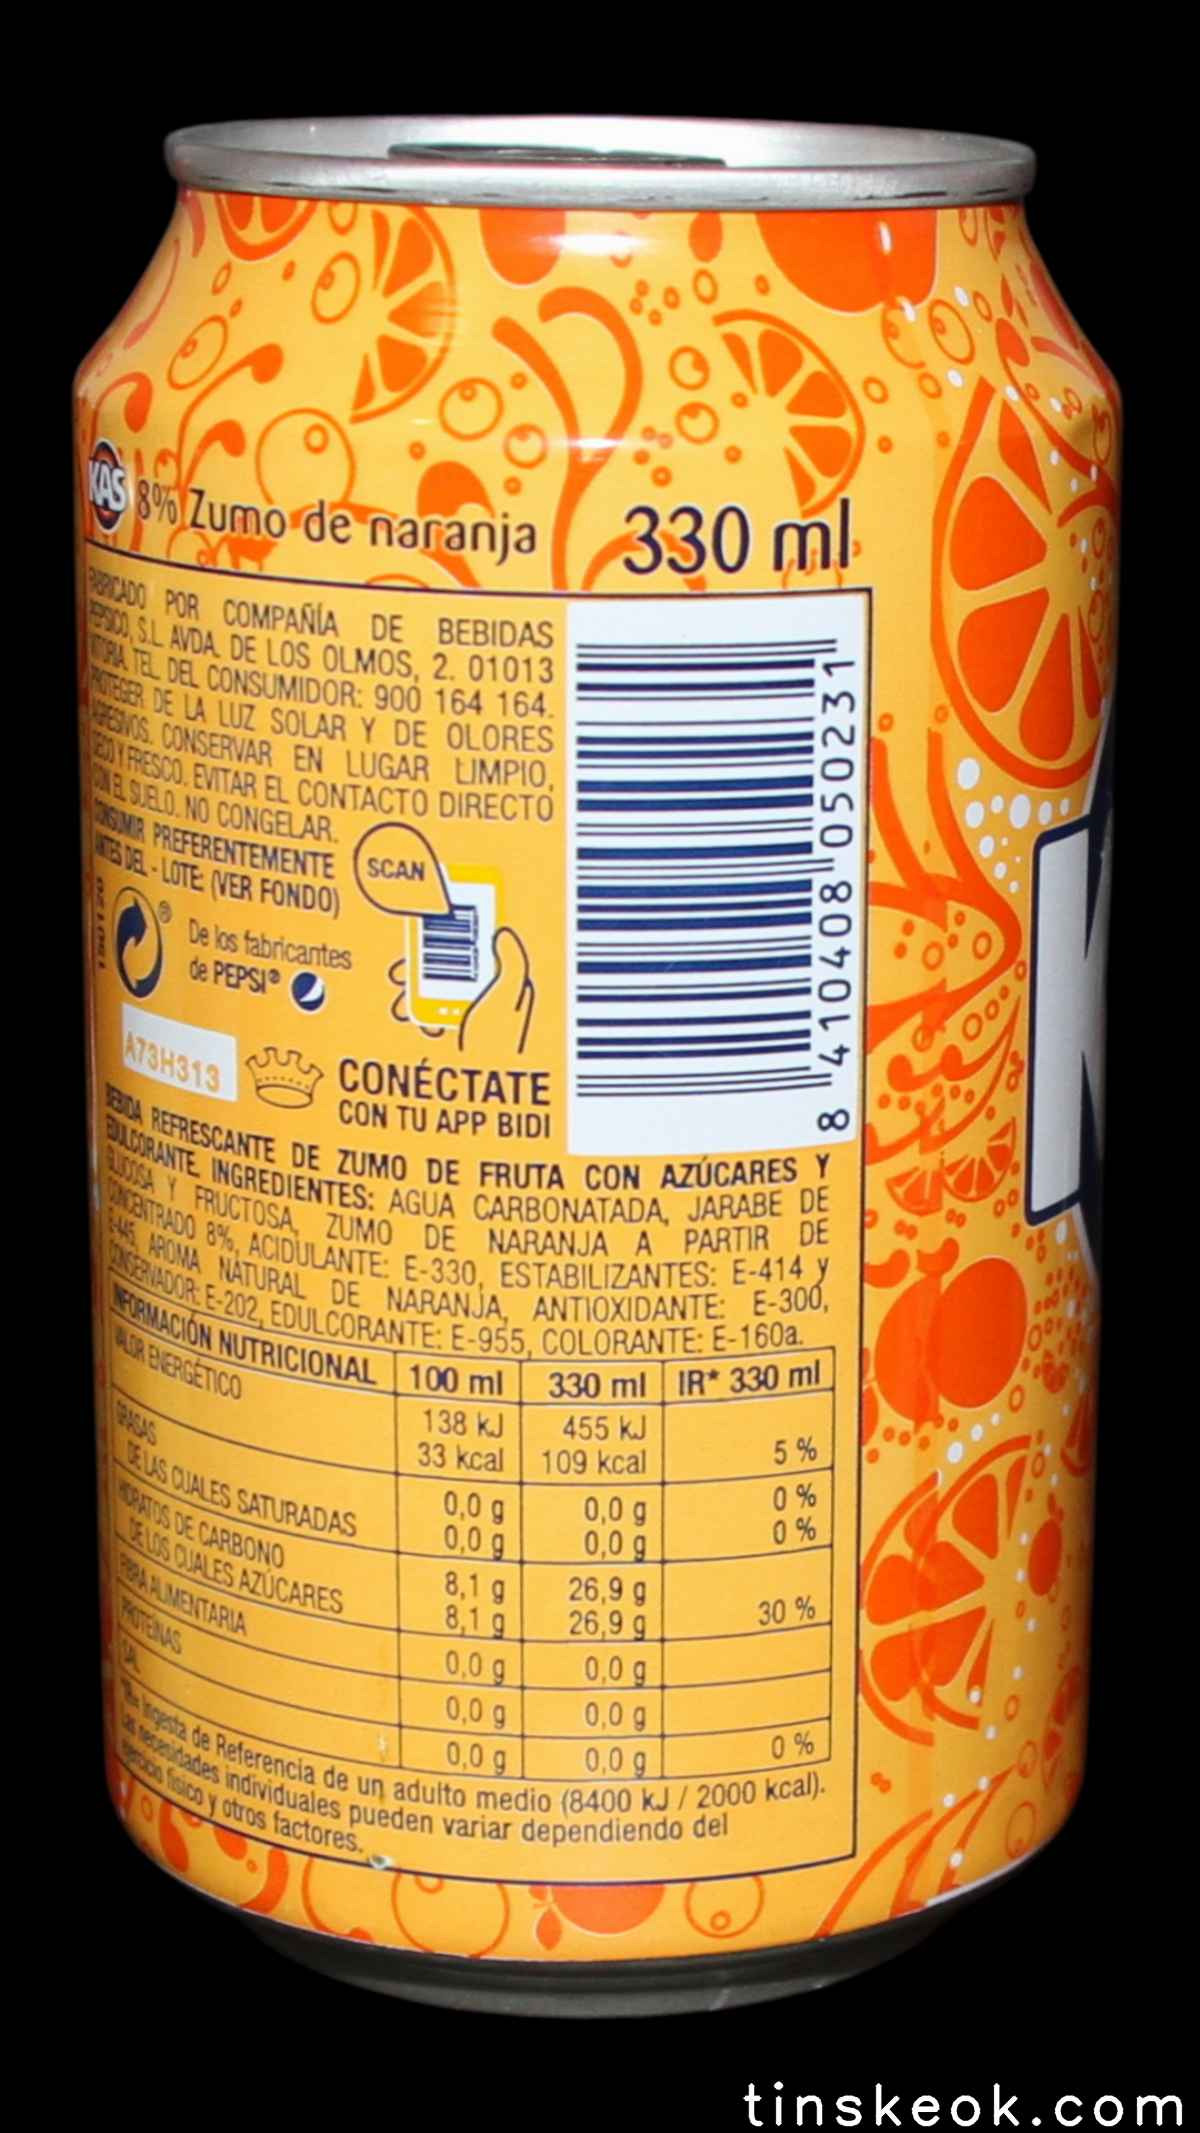 KAS
8% Zumo de naranja
330 ml
FABRICADO POR COMPAÑÍA DE BEBIDAS
PEPSICO, S.L. AVDA. DE LOS OLMOS, 2. 01013
VITORIA. TEL. DEL CONSUMIDOR: 900 164 164.
PROTEGER DE LA LUZ SOLAR Y DE OLORES
AGRESIVOS. CONSERVAR EN LUGAR LIMPIO,
SECO Y FRESCO. EVITAR EL CONTACTO DIRECTO
CON EL SUELO. NO CONGELAR.
CONSUMIR PREFERENTEMENTE
ANTES DEL - LOTE: (VER FONDO)
SCAN
De los fabricantes
de PEPSI®
A73H313
CONÉCTATE
CON TU APP BIDI
8 410408 050231
BEBIDA REFRESCANTE DE ZUMO DE FRUTA CON AZÚCARES Y
EDULCORANTE. INGREDIENTES: AGUA CARBONATADA, JARABE DE
GLUCOSA Y FRUCTOSA, ZUMO DE NARANJA A PARTIR DE
CONCENTRADO 8%, ACIDULANTE: E-330, ESTABILIZANTES: E-414 y
E-445, AROMA NATURAL DE NARANJA, ANTIOXIDANTE: E-300,
CONSERVADOR: E-202, EDULCORANTE: E-955, COLORANTE: E-160a.
INFORMACIÓN NUTRICIONAL 100 ml 330 ml IR* 330 ml
VALOR ENERGÉTICO 138 kJ 455 kJ
33 kcal 109 kcal 5 %
GRASAS 0,0 g 0,0 g 0 %
DE LAS CUALES SATURADAS 0,0 g 0,0 g 0 %
HIDRATOS DE CARBONO 8,1 g 26,9 g
DE LOS CUALES AZÚCARES 8,1 g 26,9 g 30 %
FIBRA ALIMENTARIA 0,0 g 0,0 g
PROTEÍNAS 0,0 g 0,0 g
SAL 0,0 g 0,0 g 0 %
*IR= Ingesta de Referencia de un adulto medio (8400 kJ / 2000 kcal).
Las necesidades individuales pueden variar dependiendo del
ejercicio físico y otros factores.
tinskeok.com